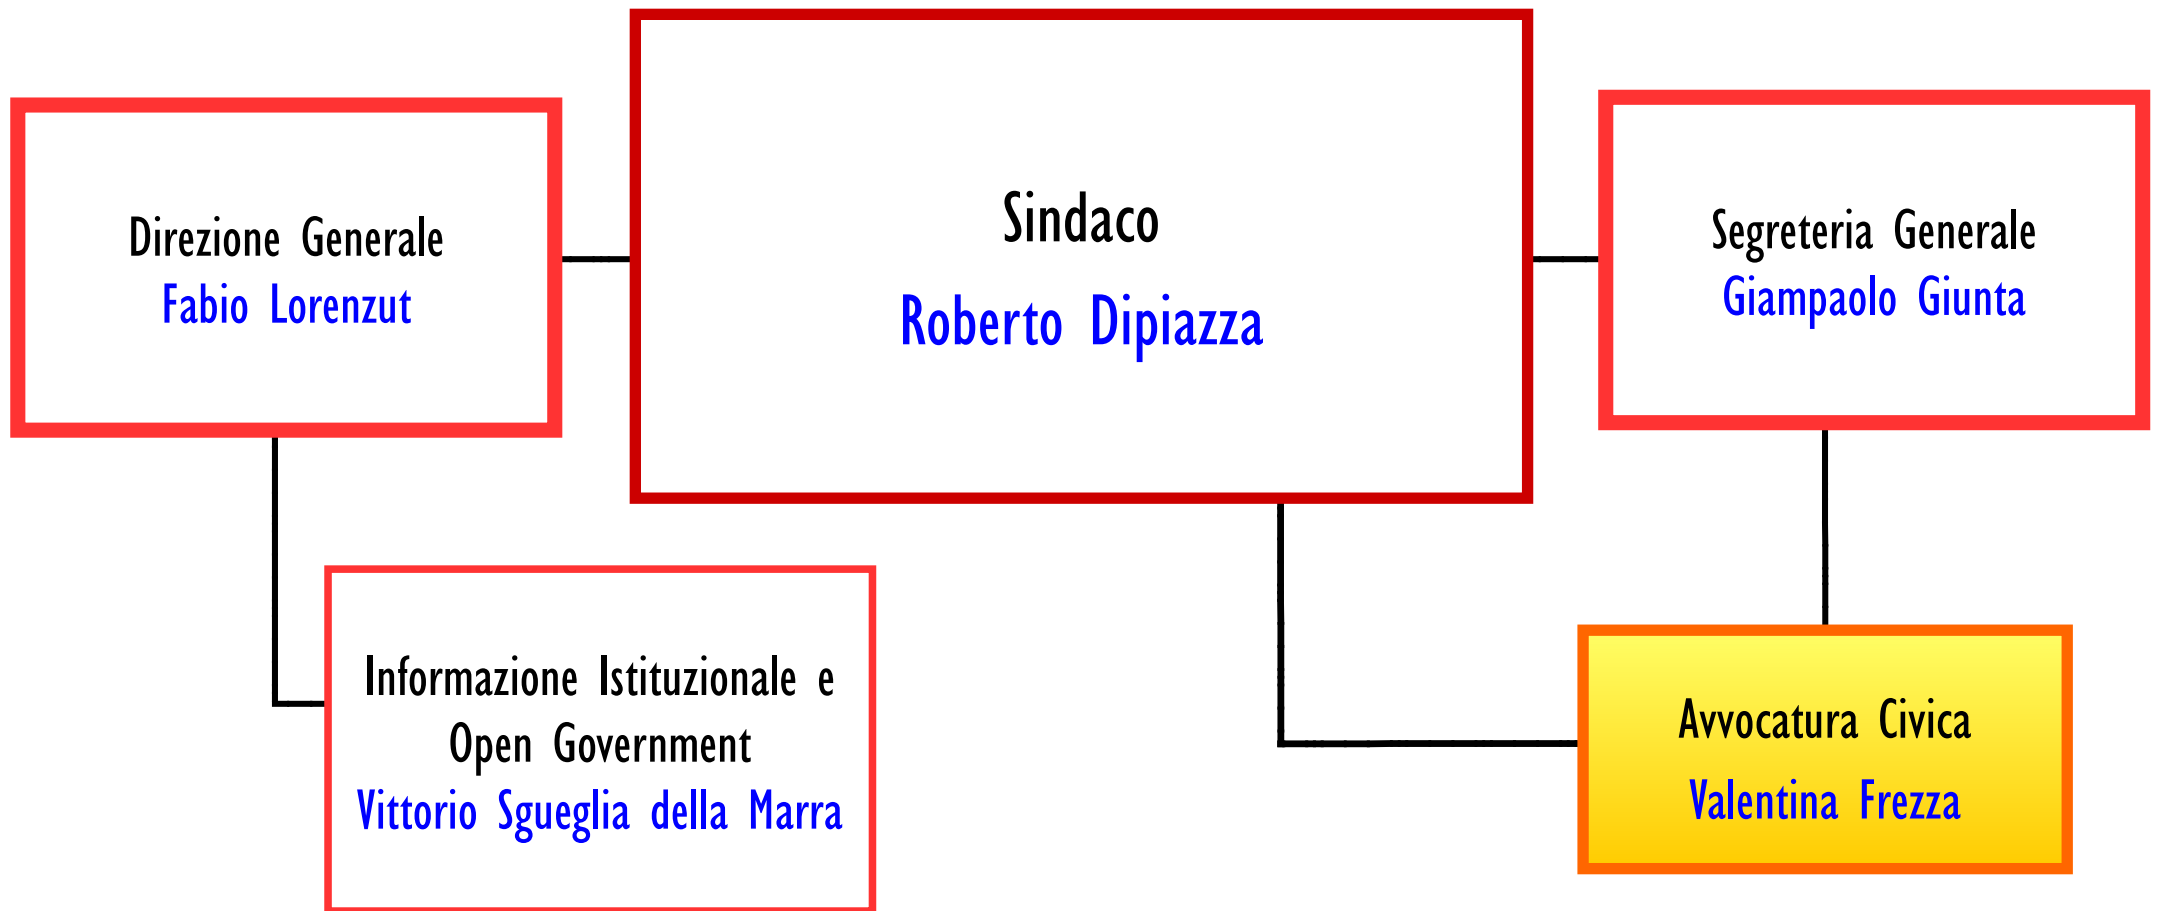 Direzione Generale
Fabio Lorenzut
Sindaco
Roberto Dipiazza
Segreteria Generale
Giampaolo Giunta
Informazione Istituzionale e
Open Government
Vittorio Sgueglia della Marra
Avvocatura Civica
Valentina Frezza